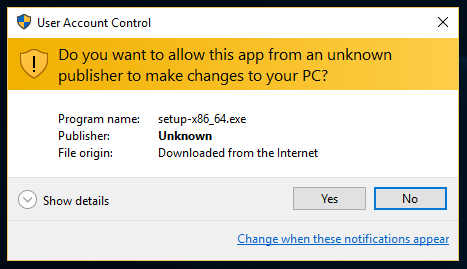 User Account Control
Do you want to allow this app from an unknown
publisher to make changes to your PC?
Program name: setup-x86_64.exe
Publisher: Unknown
File origin: Downloaded from the Internet
Show details
Yes
No
Change when these notifications appear